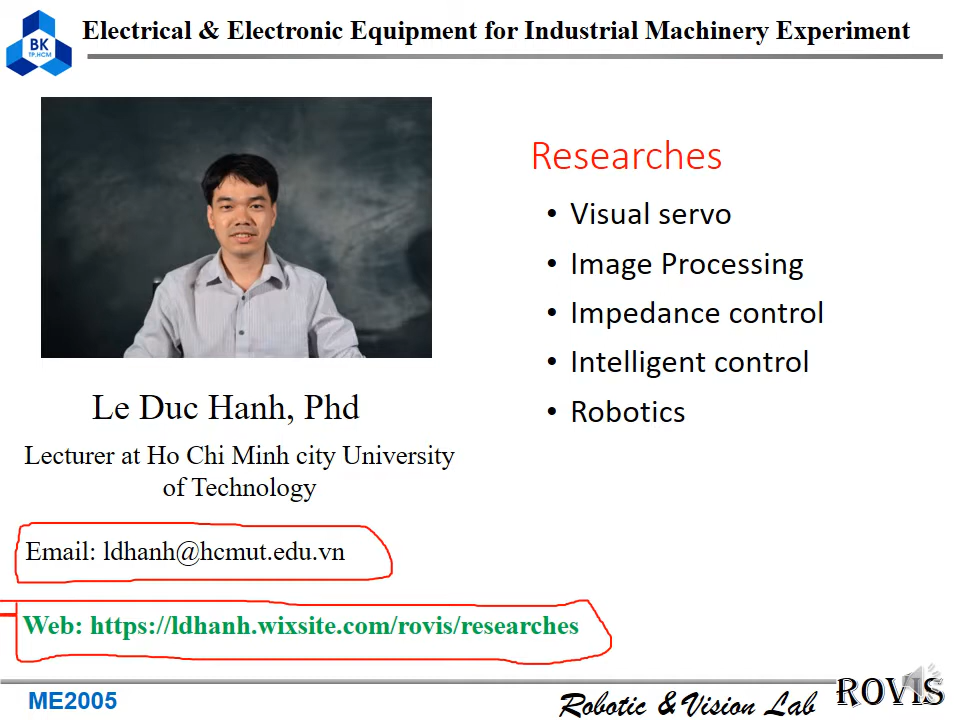 BK
TP.HCM
Electrical & Electronic Equipment for Industrial Machinery Experiment
Researches
• Visual servo
• Image Processing
• Impedance control
• Intelligent control
• Robotics
Le Duc Hanh, Phd
Lecturer at Ho Chi Minh city University
of Technology
Email: ldhanh@hcmut.edu.vn
Web: https://ldhanh.wixsite.com/rovis/researches
ME2005
Robotic & Vision Lab
ROVIS